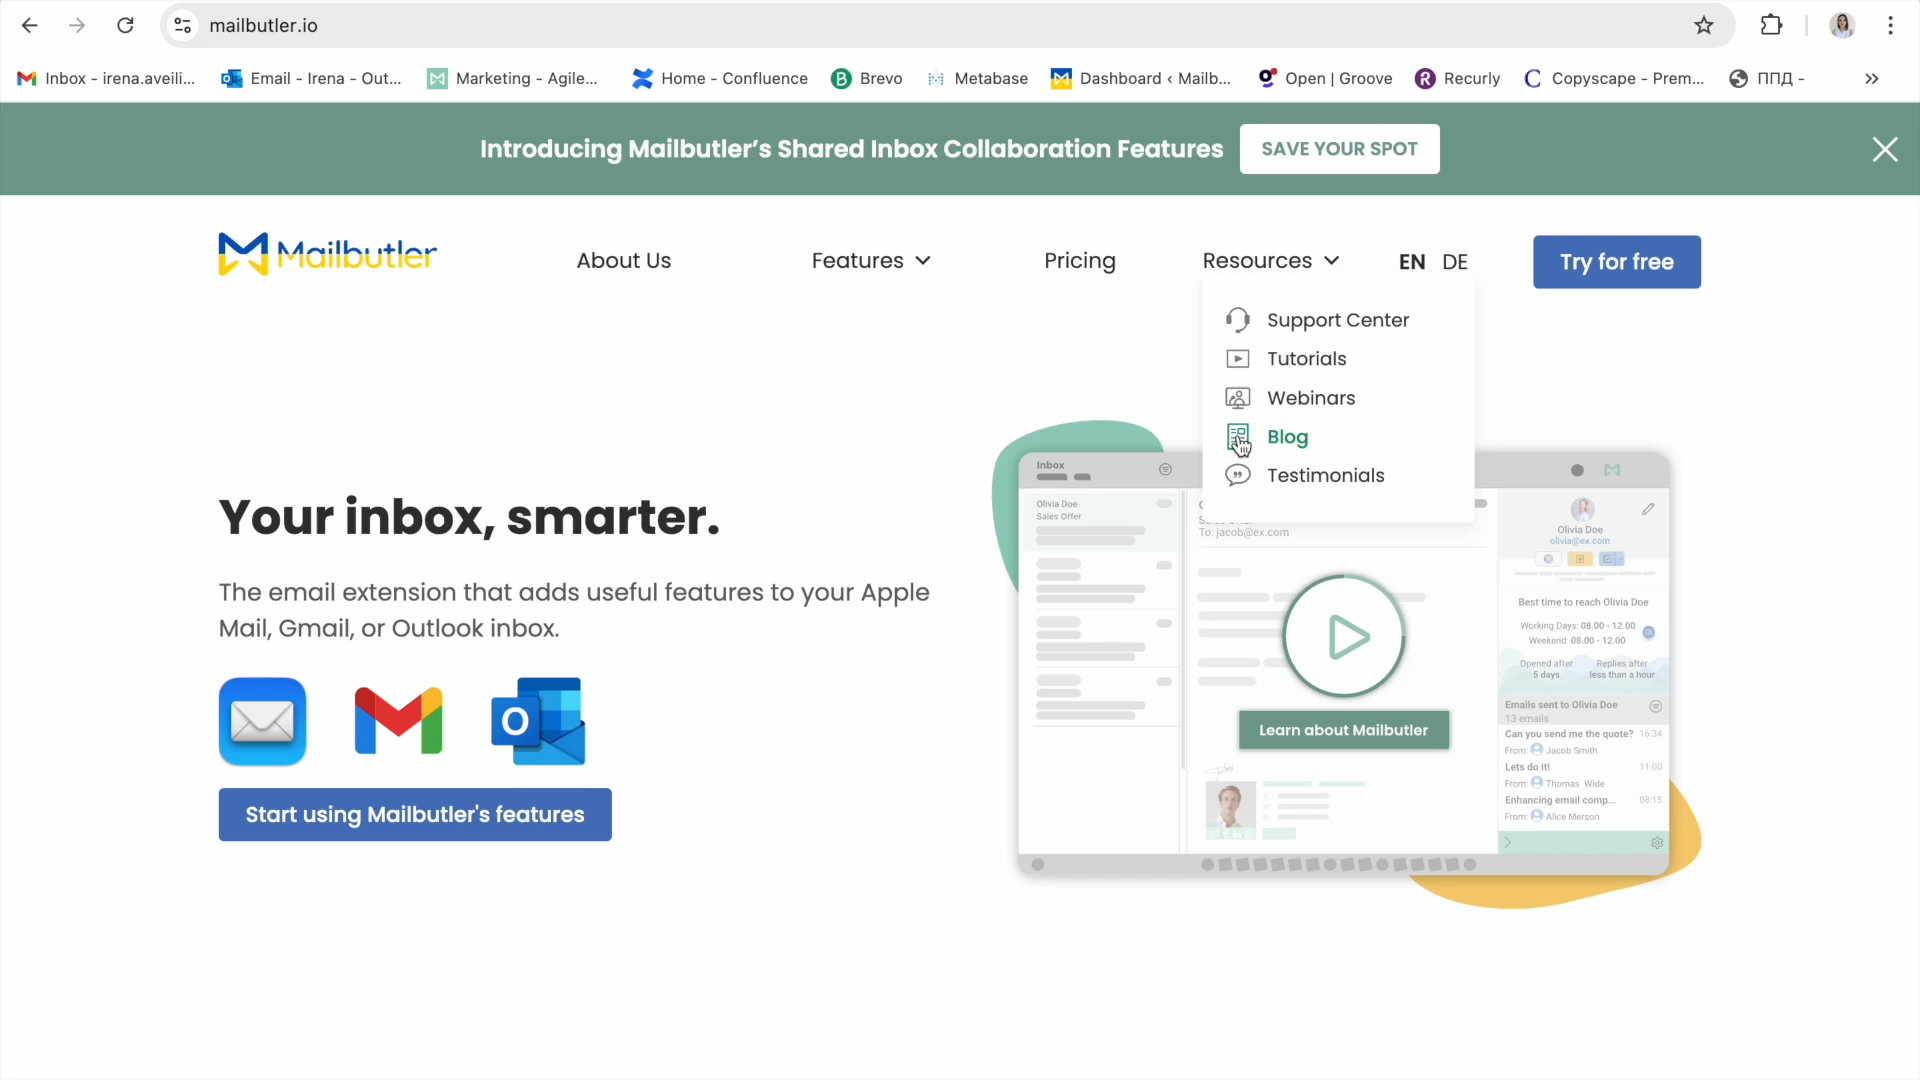 mailbutler.io
Inbox - irena.aveili...
Email - Irena - Out...
Marketing - Agile...
Home - Confluence
Brevo
Metabase
Dashboard ‹ Mailb...
Open | Groove
Recurly
Copyscape - Prem...
ППД -
Introducing Mailbutler’s Shared Inbox Collaboration Features
SAVE YOUR SPOT
Mailbutler
About Us
Features
Pricing
Resources
EN DE
Try for free
Support Center
Tutorials
Webinars
Blog
Testimonials
Your inbox, smarter.
The email extension that adds useful features to your Apple
Mail, Gmail, or Outlook inbox.
Start using Mailbutler's features
Inbox
Olivia Doe
Sales Offer
To: jacob@ex.com
Learn about Mailbutler
Olivia Doe
olivia@ex.com
Best time to reach Olivia Doe
Working Days: 08.00 - 12.00
Weekend: 08.00 - 12.00
Opened after
5 days
Replies after
less than a hour
Emails sent to Olivia Doe
13 emails
Can you send me the quote? 16:34
From: Jacob Smith
Lets do it! 11:00
From: Thomas Wide
Enhancing email comp... 08:15
From: Alice Merson